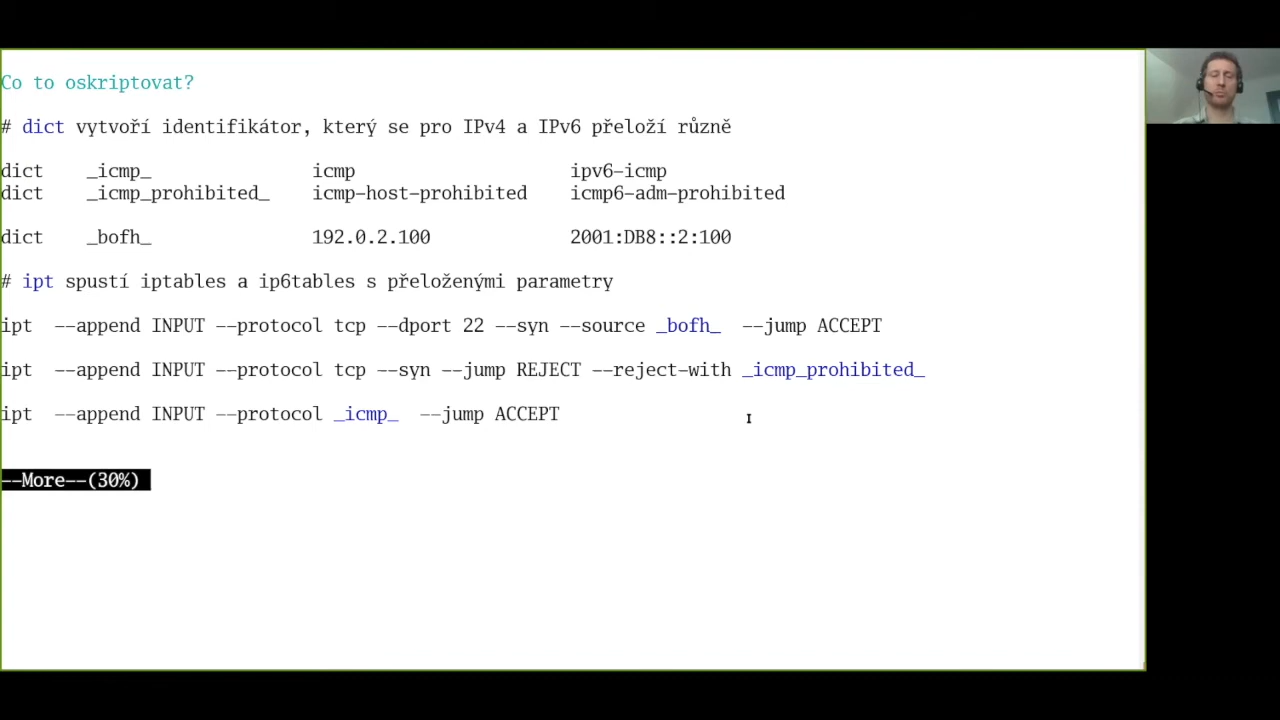 Co to oskriptovat?
# dict vytvoří identifikátor, který se pro IPv4 a IPv6 přeloží různě
dict    _icmp_               icmp                    ipv6-icmp
dict    _icmp_prohibited_    icmp-host-prohibited    icmp6-adm-prohibited
dict    _bofh_               192.0.2.100             2001:DB8::2:100
# ipt spustí iptables a ip6tables s přeloženými parametry
ipt  --append INPUT --protocol tcp --dport 22 --syn --source _bofh_  --jump ACCEPT
ipt  --append INPUT --protocol tcp --syn --jump REJECT --reject-with _icmp_prohibited_
ipt  --append INPUT --protocol _icmp_  --jump ACCEPT
--More--(30%)